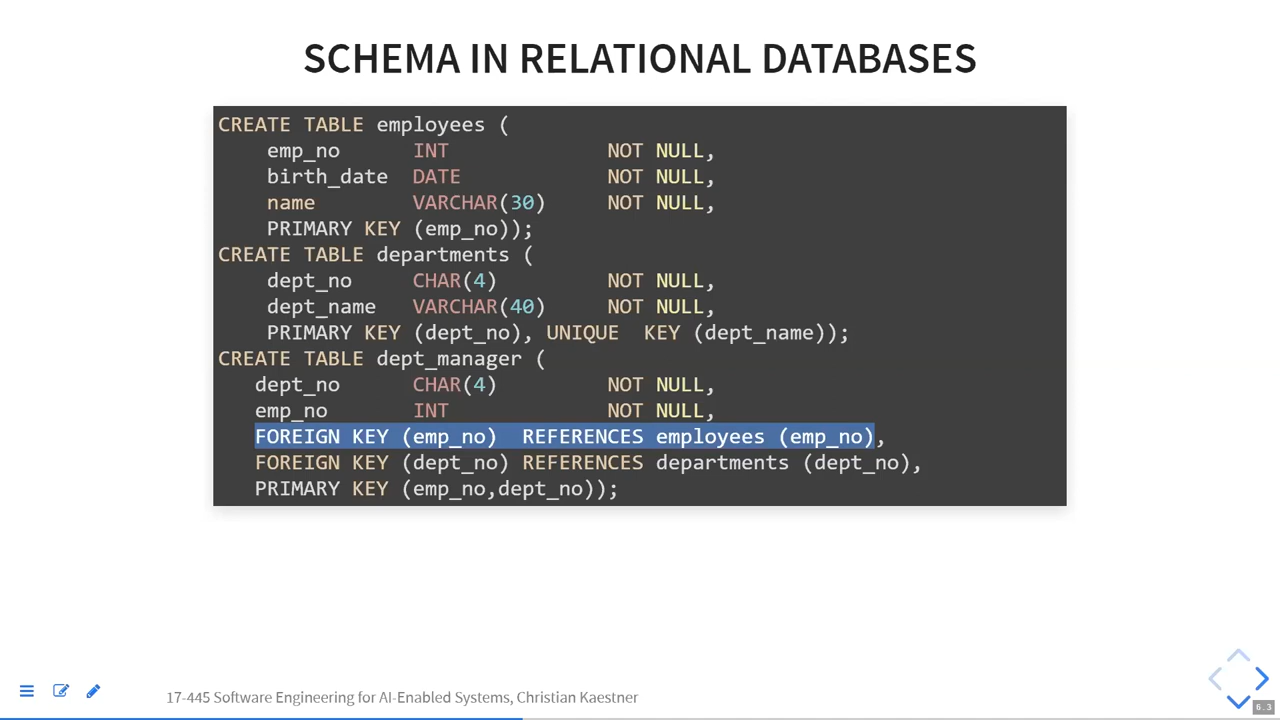 SCHEMA IN RELATIONAL DATABASES
CREATE TABLE employees (
    emp_no      INT             NOT NULL,
    birth_date  DATE            NOT NULL,
    name        VARCHAR(30)     NOT NULL,
    PRIMARY KEY (emp_no));
CREATE TABLE departments (
    dept_no     CHAR(4)         NOT NULL,
    dept_name   VARCHAR(40)     NOT NULL,
    PRIMARY KEY (dept_no), UNIQUE  KEY (dept_name));
CREATE TABLE dept_manager (
   dept_no      CHAR(4)         NOT NULL,
   emp_no       INT             NOT NULL,
   FOREIGN KEY (emp_no)  REFERENCES employees (emp_no),
   FOREIGN KEY (dept_no) REFERENCES departments (dept_no),
   PRIMARY KEY (emp_no,dept_no));
17-445 Software Engineering for AI-Enabled Systems, Christian Kaestner
6.3